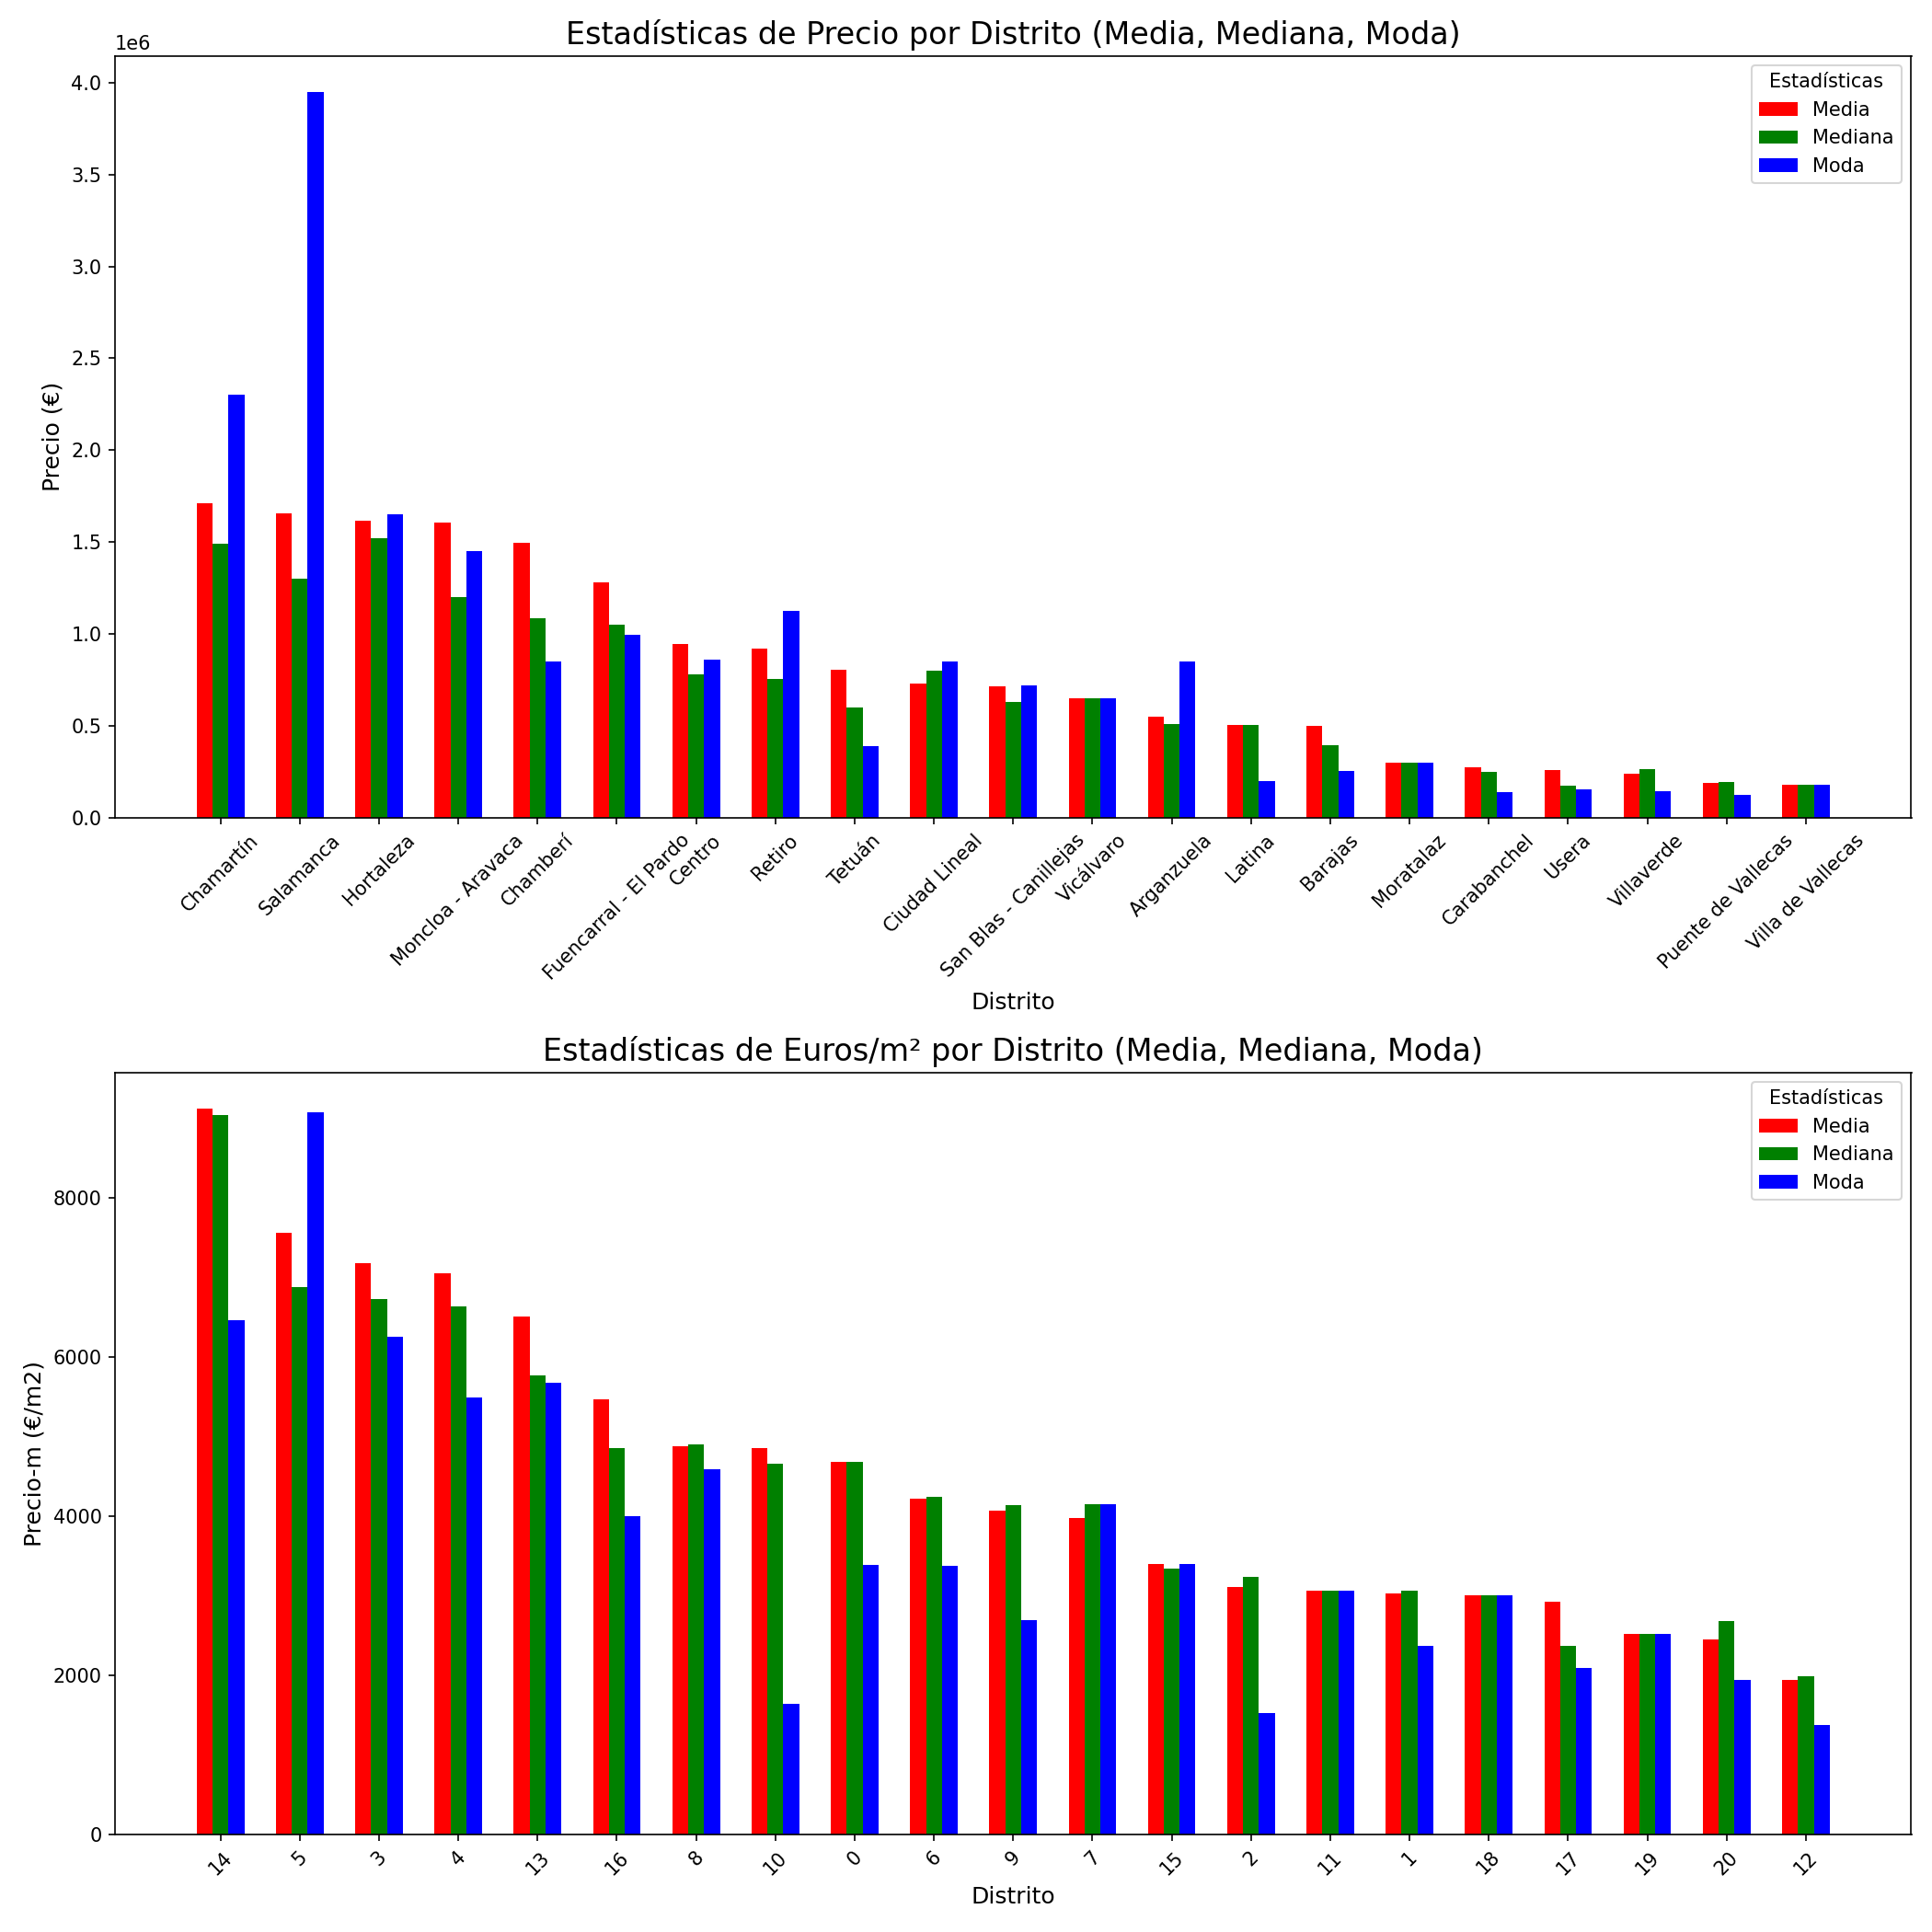 Estadísticas de Precio por Distrito (Media, Mediana, Moda)
1e6
4.0
3.5
3.0
2.5
2.0
1.5
1.0
0.5
0.0
Precio (€)
Estadísticas
Media
Mediana
Moda
Chamartín
Salamanca
Hortaleza
Moncloa - Aravaca
Chamberí
Fuencarral - El Pardo
Centro
Retiro
Tetuán
Ciudad Lineal
San Blas - Canillejas
Vicálvaro
Arganzuela
Latina
Barajas
Moratalaz
Carabanchel
Usera
Villaverde
Puente de Vallecas
Villa de Vallecas
Distrito
Estadísticas de Euros/m² por Distrito (Media, Mediana, Moda)
8000
6000
4000
2000
0
Precio-m (€/m2)
Estadísticas
Media
Mediana
Moda
14
5
3
4
13
16
8
10
0
6
9
7
15
2
11
1
18
17
19
20
12
Distrito